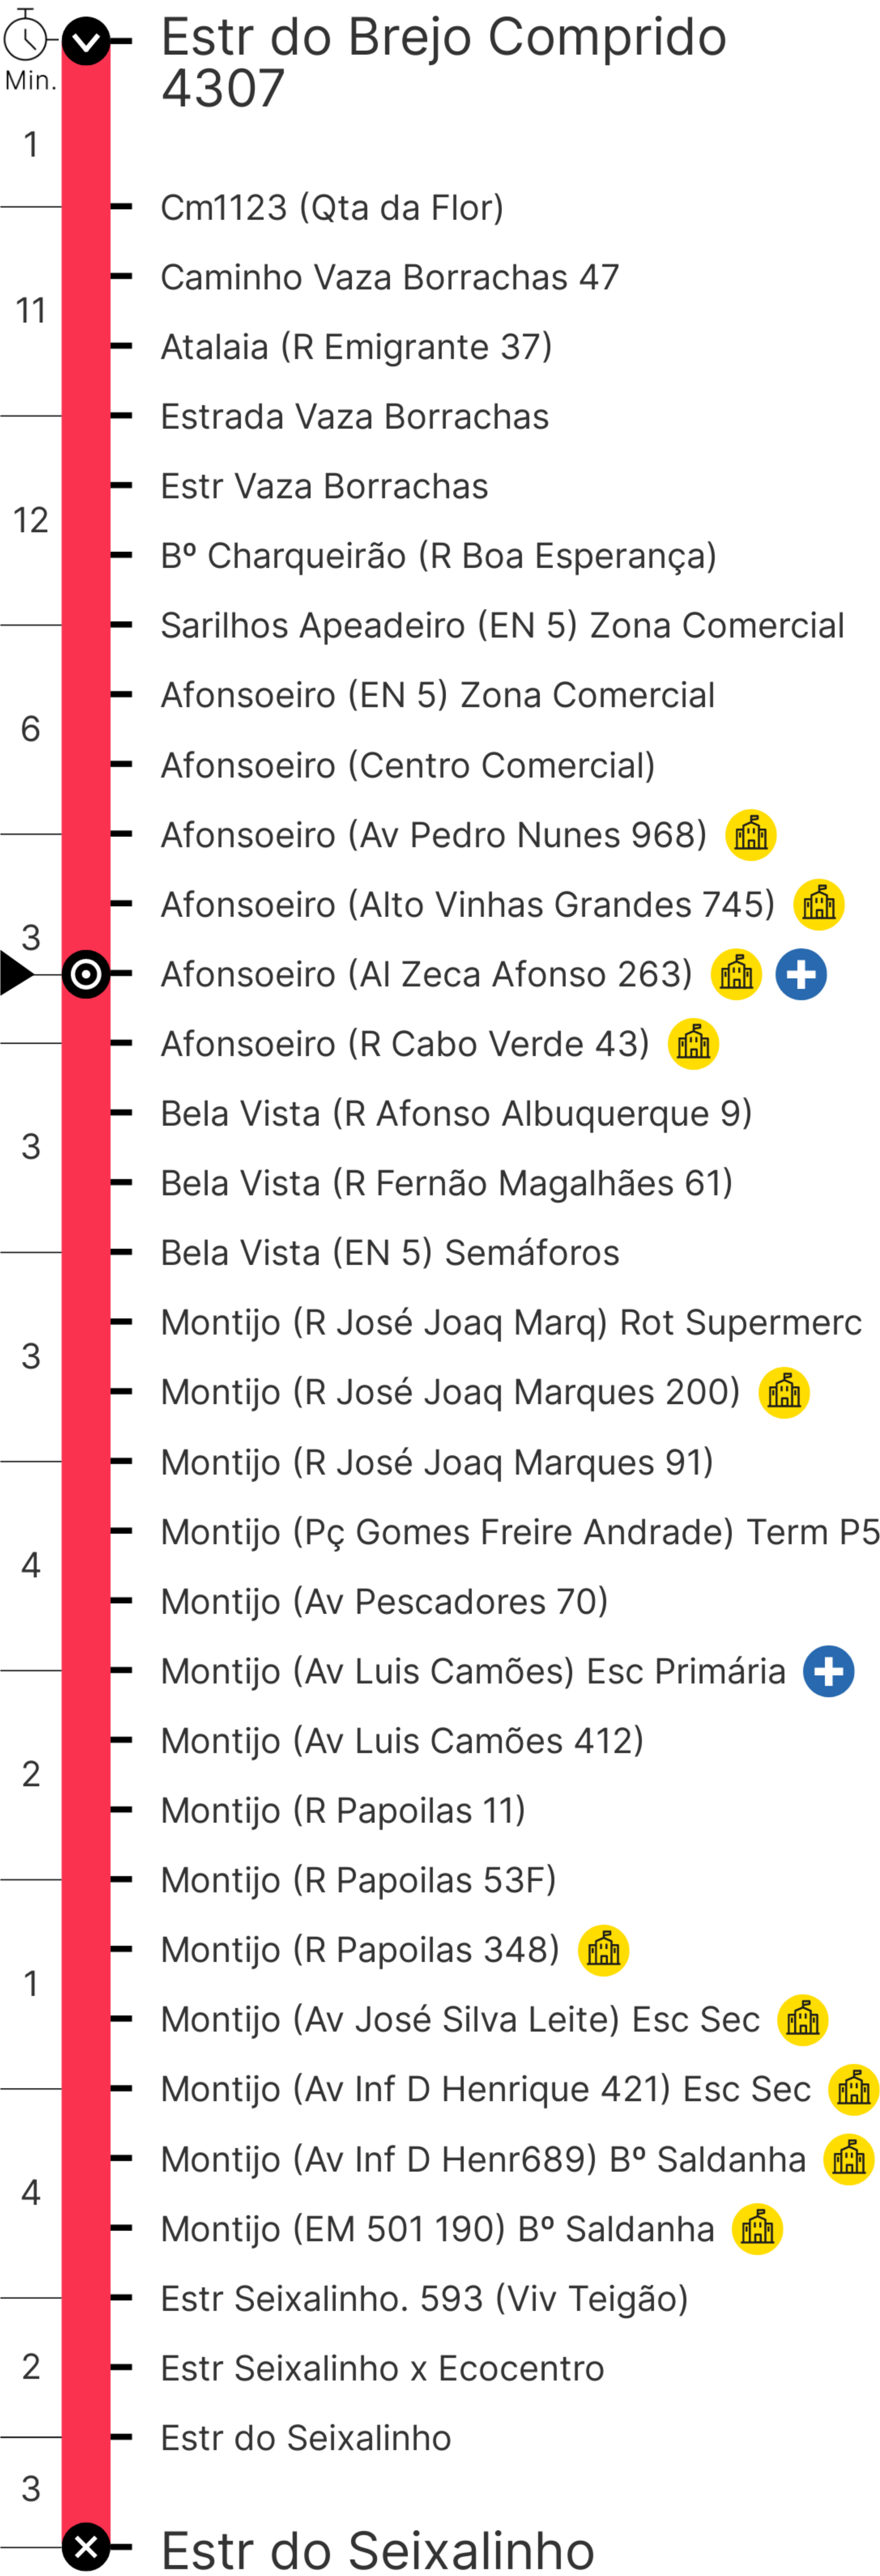 Estr do Brejo Comprido
4307
Min.
1
Cm1123 (Qta da Flor)
Caminho Vaza Borrachas 47
11
Atalaia (R Emigrante 37)
Estrada Vaza Borrachas
Estr Vaza Borrachas
12
Bº Charqueirão (R Boa Esperança)
Sarilhos Apeadeiro (EN 5) Zona Comercial
Afonsoeiro (EN 5) Zona Comercial
6
Afonsoeiro (Centro Comercial)
Afonsoeiro (Av Pedro Nunes 968)
Afonsoeiro (Alto Vinhas Grandes 745)
3
Afonsoeiro (Al Zeca Afonso 263)
Afonsoeiro (R Cabo Verde 43)
Bela Vista (R Afonso Albuquerque 9)
3
Bela Vista (R Fernão Magalhães 61)
Bela Vista (EN 5) Semáforos
Montijo (R José Joaq Marq) Rot Supermerc
3
Montijo (R José Joaq Marques 200)
Montijo (R José Joaq Marques 91)
Montijo (Pç Gomes Freire Andrade) Term P5
4
Montijo (Av Pescadores 70)
Montijo (Av Luis Camões) Esc Primária
Montijo (Av Luis Camões 412)
2
Montijo (R Papoilas 11)
Montijo (R Papoilas 53F)
Montijo (R Papoilas 348)
1
Montijo (Av José Silva Leite) Esc Sec
Montijo (Av Inf D Henrique 421) Esc Sec
Montijo (Av Inf D Henr689) Bº Saldanha
4
Montijo (EM 501 190) Bº Saldanha
Estr Seixalinho. 593 (Viv Teigão)
2
Estr Seixalinho x Ecocentro
Estr do Seixalinho
3
Estr do Seixalinho